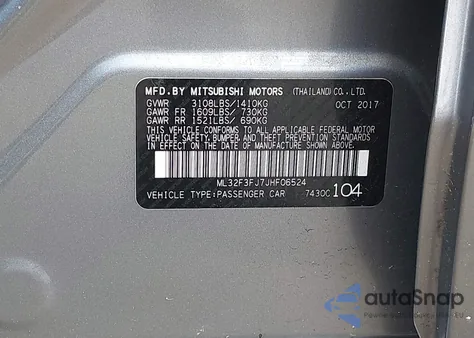 MFD.BY MITSUBISHI MOTORS (THAILAND)CO.,LTD.
GVWR 3108LBS/1410KG OCT 2017
GAWR FR 1609LBS/ 730KG
GAWR RR 1521LBS/ 690KG
THIS VEHICLE CONFORMS TO ALL APPLICABLE FEDERAL MOTOR VEHICLE
SAFETY,BUMPER,AND THEFT PREVENTION STANDARDS
IN EFFECT ON THE DATE OF MANUFACTURE SHOWN ABOVE.
ML32F3FJ7JHF06524
VEHICLE TYPE:PASSENGER CAR 7430C 104
autoSnap